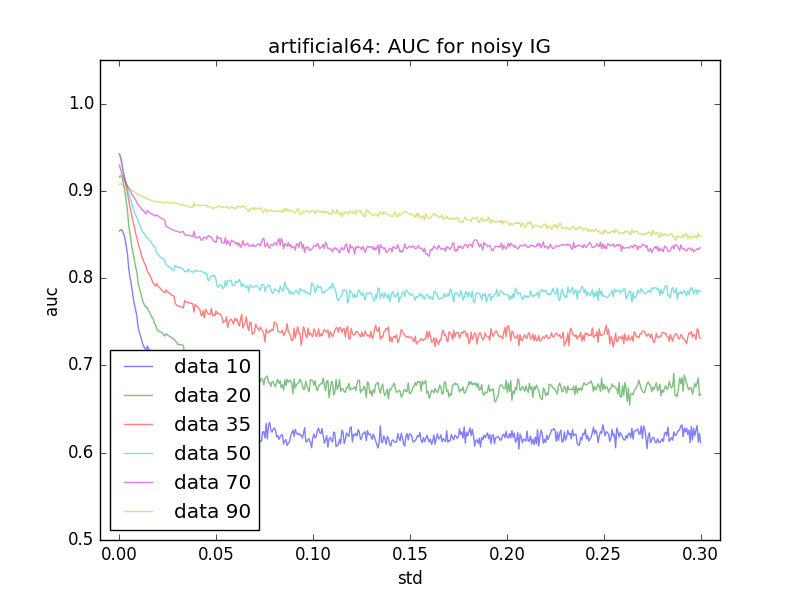 artificial64: AUC for noisy IG
auc
1.0
0.9
0.8
0.7
0.6
0.5
data 10
data 20
data 35
data 50
data 70
data 90
0.00 0.05 0.10 0.15 0.20 0.25 0.30
std